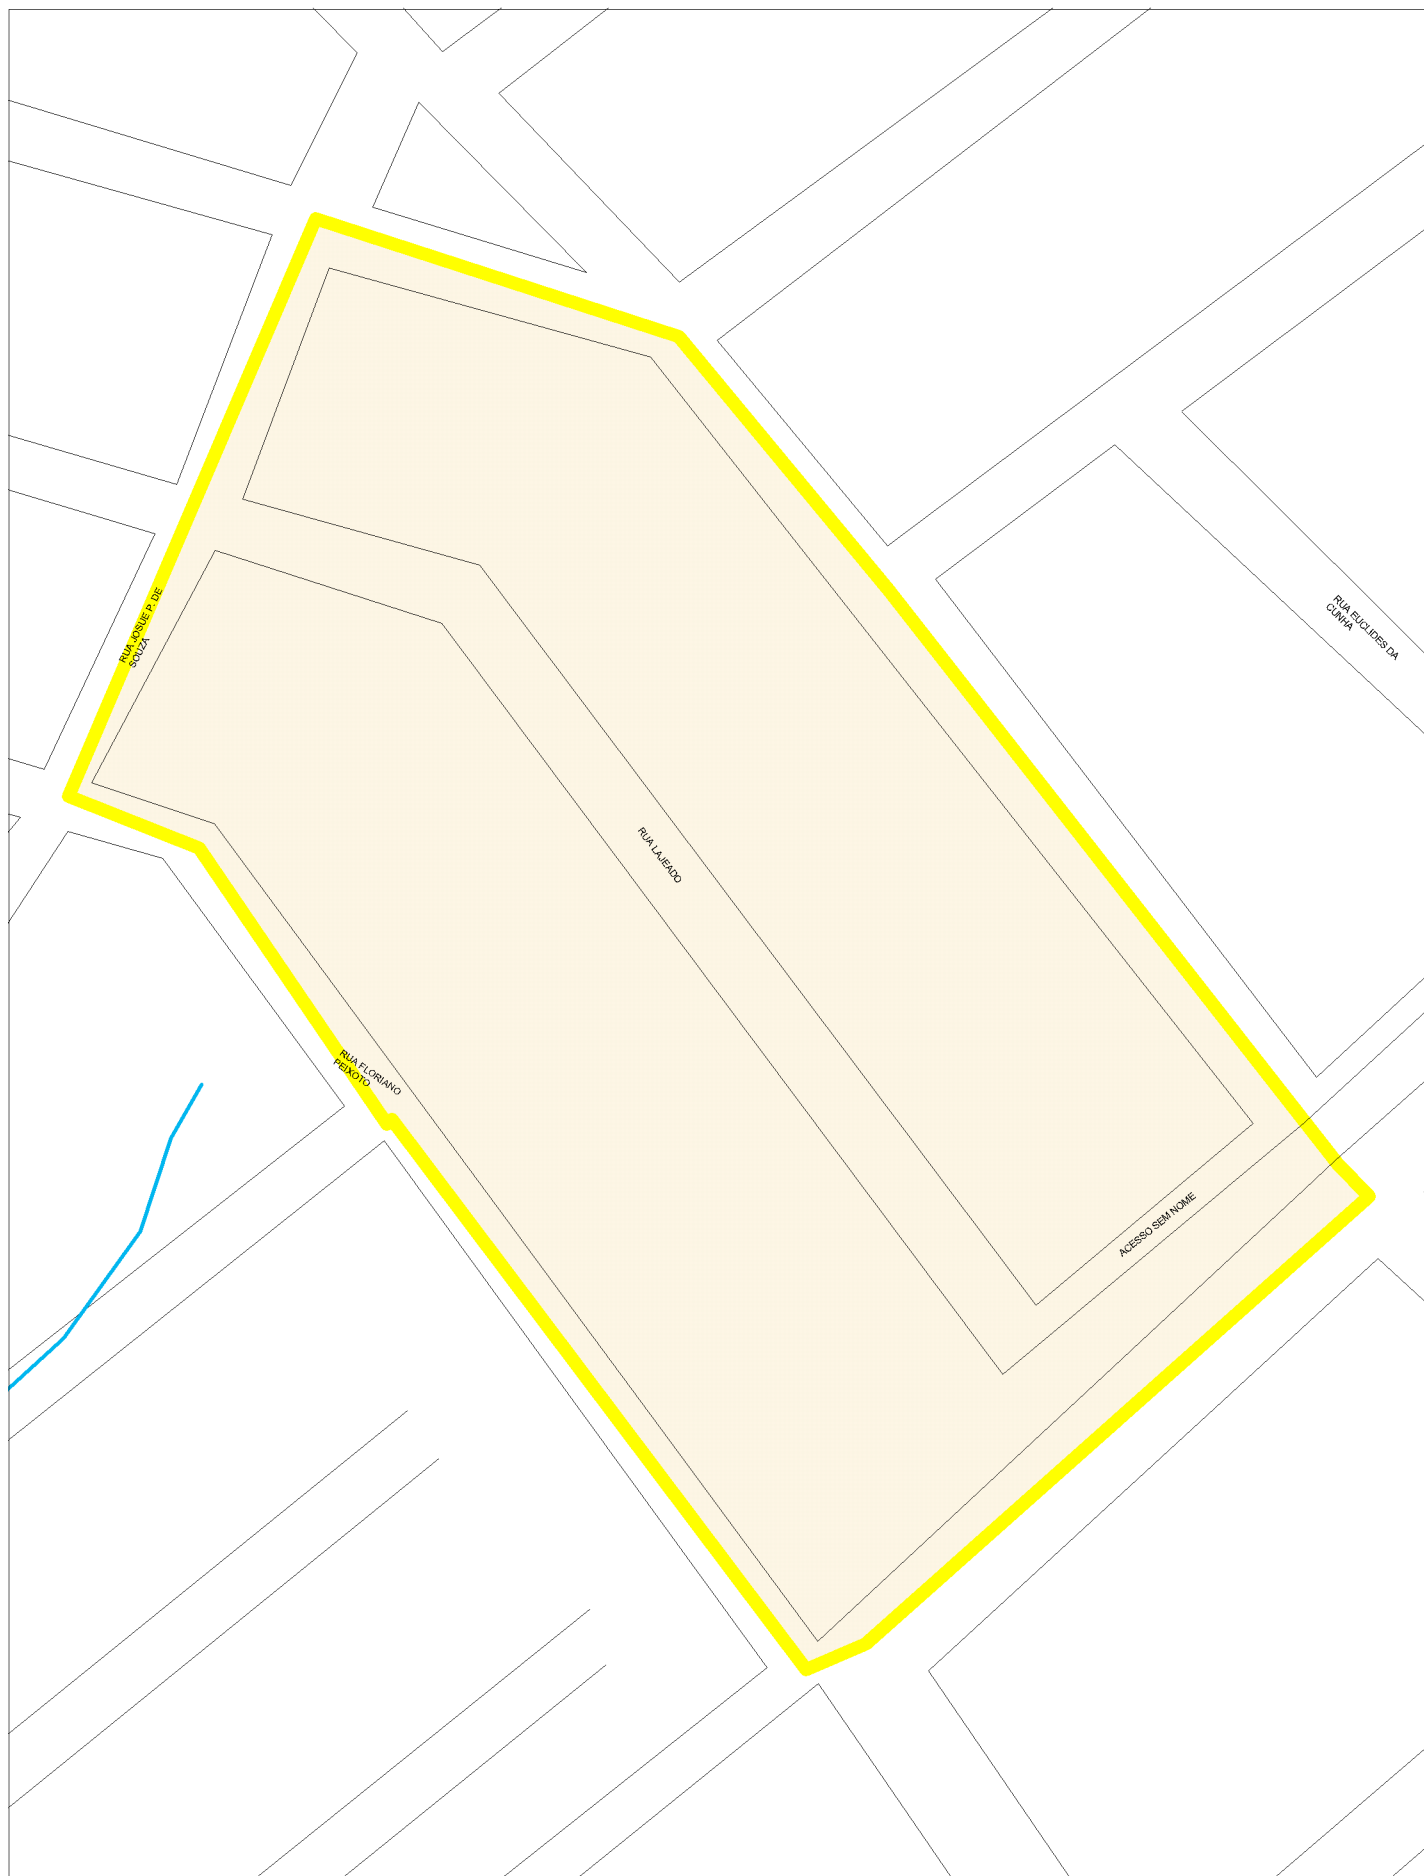 RUA JOSUE P. DE
SOUZA
RUA EUCLIDES DA
CUNHA
RUA LAJEADO
RUA FLORIANO
PEIXOTO
ACESSO SEM NOME